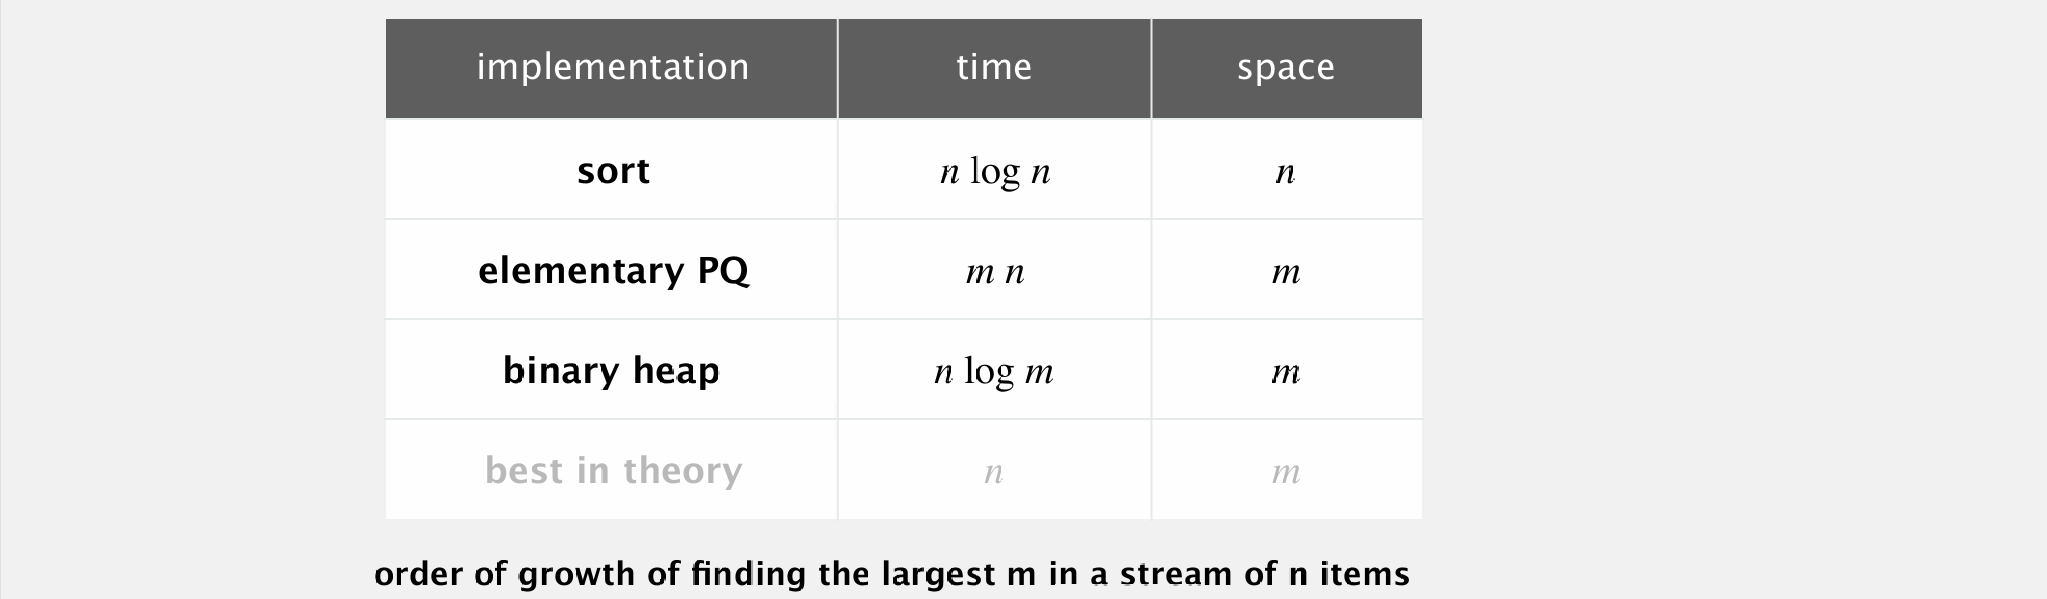 implementation time space
sort n log n n
elementary PQ m n m
binary heap n log m m
best in theory n m
order of growth of finding the largest m in a stream of n items